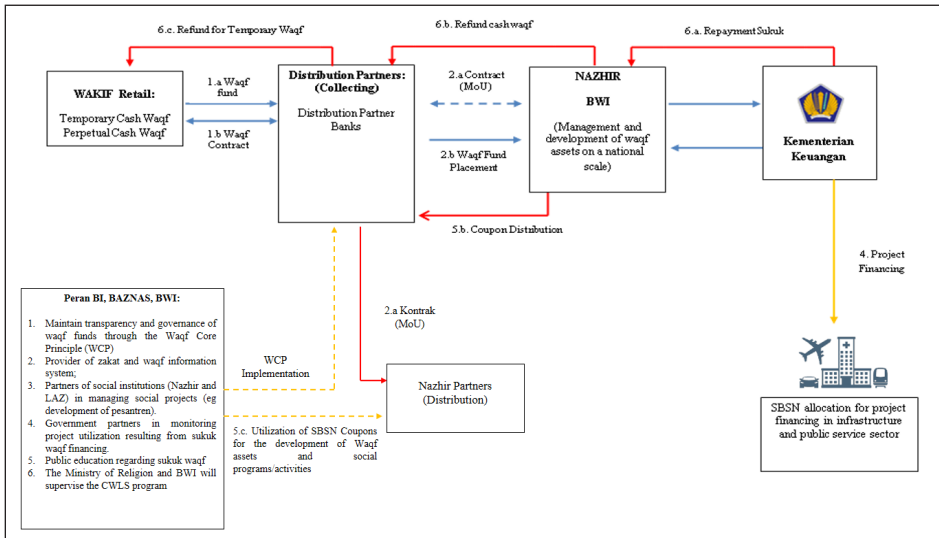 6.c. Refund for Temporary Waqf
6.b. Refund cashwaqf
6.a. Repayment Sukuk
WAKIF Retail:
Temporary Cash Waqf
Perpetual Cash Waqf
1.a Waqf
fund
1.b Waqf
Contract
Distribution Partners:
(Collecting)
Distribution Partner
Banks
2.a Contract
(MoU)
2.b Waqf Fund
Placement
NAZHIR
BWI
(Management and
development of waqf
assets on a national
scale)
Kementerian
Keuangan
5.b. Coupon Distribution
4. Project
Financing
Peran BI, BAZNAS, BWI:
1. Maintain transparency and governance of
waqf funds through the Waqf Core
Principle (WCP)
2. Provider of zakat and waqf information
system;
3. Partners of social institutions (Nazhir and
LAZ) in managing social projects (eg
development of pesantren).
4. Government partners in monitoring
project utilization resulting from sukuk
waqf financing.
5. Public education regarding sukuk waqf
6. The Ministry of Religion and BWI will
supervise the CWLS program
WCP
Implementation
2.a Kontrak
(MoU)
Nazhir Partners
(Distribution)
5.c. Utilization of SBSN Coupons
for the development of Waqf
assets and social
programs/activities
SBSN allocation for project
financing in infrastructure
and public service sector